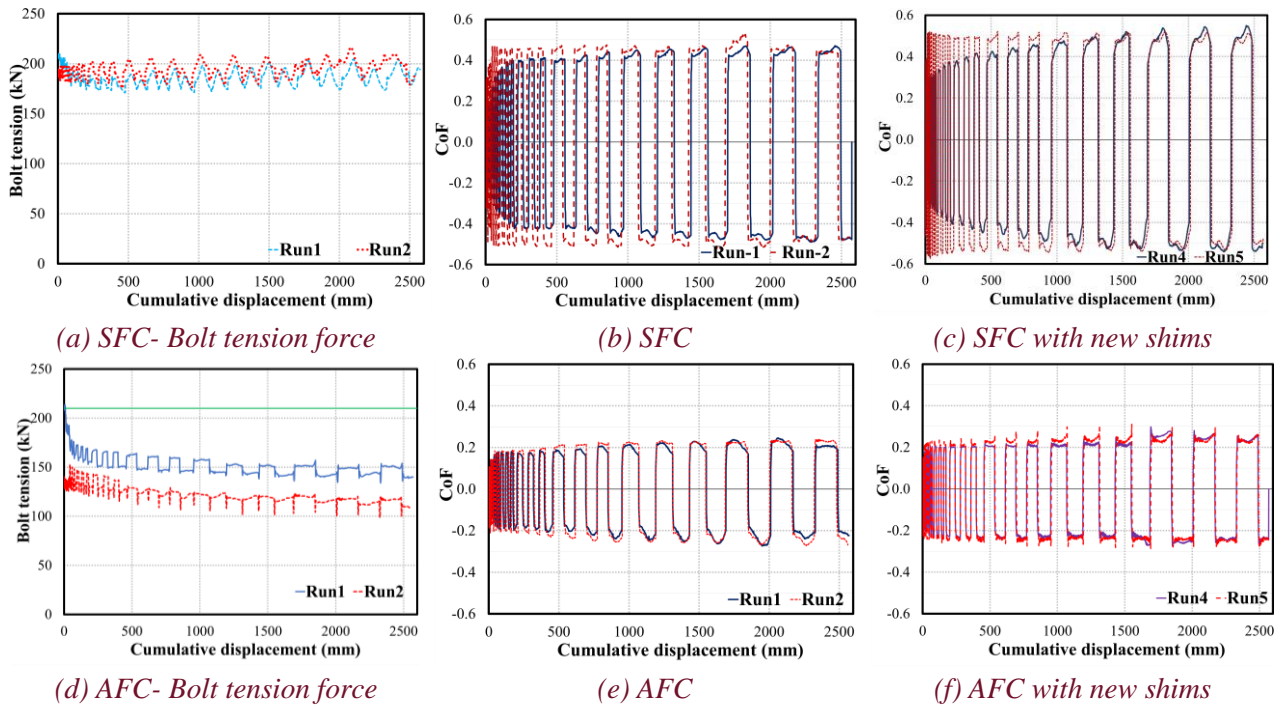 250
200
150
100
50
0
Bolt tension (kN)
Run1 Run2
0 500 1000 1500 2000 2500
Cumulative displacement (mm)
(a) SFC- Bolt tension force
0.6
0.4
0.2
0.0
-0.2
-0.4
-0.6
CoF
Run-1 Run-2
0 500 1000 1500 2000 2500
Cumulative displacement (mm)
(b) SFC
0.6
0.4
0.2
0.0
-0.2
-0.4
-0.6
CoF
Run4 Run5
0 500 1000 1500 2000 2500
Cumulative displacement (mm)
(c) SFC with new shims
250
200
150
100
50
0
Bolt tension (kN)
Run1 Run2
0 500 1000 1500 2000 2500
Cumulative displacement (mm)
(d) AFC- Bolt tension force
0.6
0.4
0.2
0.0
-0.2
-0.4
-0.6
CoF
Run1 Run2
0 500 1000 1500 2000 2500
Cumulative displacement (mm)
(e) AFC
0.6
0.4
0.2
0.0
-0.2
-0.4
-0.6
CoF
Run4 Run5
0 500 1000 1500 2000 2500
Cumulative displacement (mm)
(f) AFC with new shims